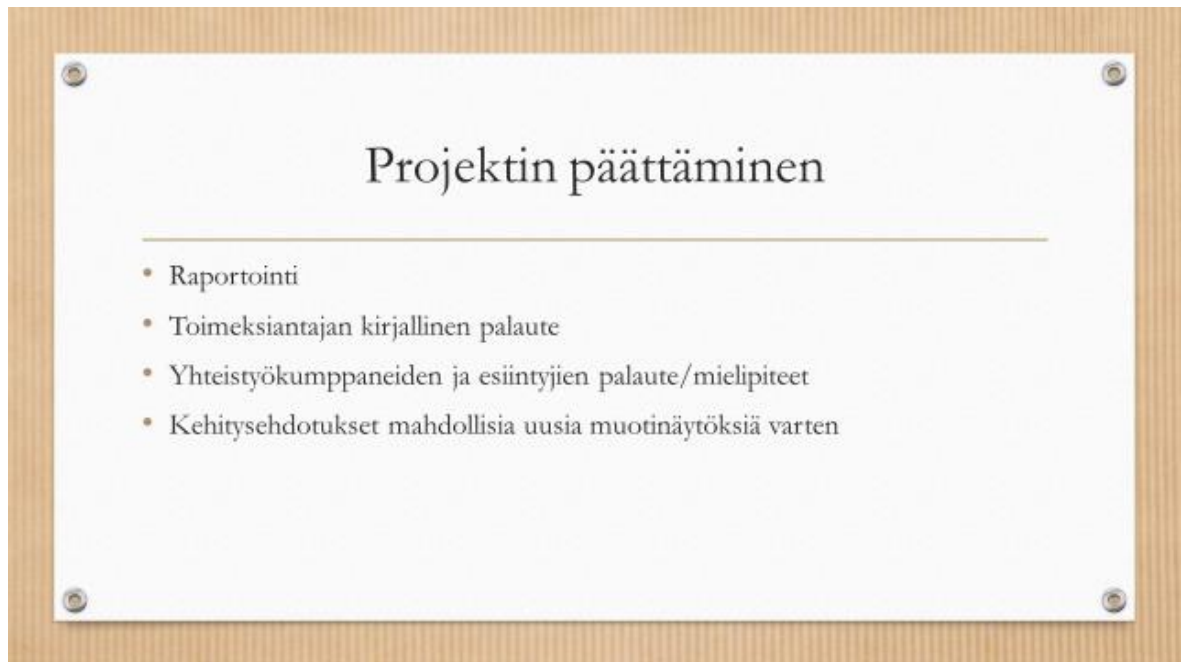 Projektin päättäminen
• Raportointi
• Toimeksiantajan kirjallinen palaute
• Yhteistyökumppaneiden ja esiintyjien palaute/mielipiteet
• Kehitysehdotukset mahdollisia uusia muotinäytöksiä varten